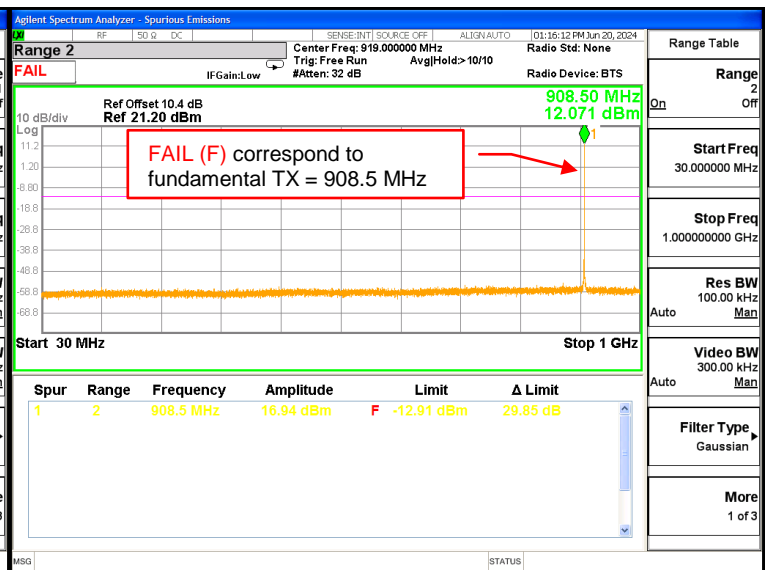 Agilent Spectrum Analyzer - Spurious Emissions
LXI RF 50 Ω DC SENSE:INT SOURCE OFF ALIGN AUTO 01:16:12 PM Jun 20, 2024
Range 2
Center Freq: 919.000000 MHz
Radio Std: None
Trig: Free Run Avg|Hold:> 10/10
FAIL
IFGain:Low
#Atten: 32 dB
Radio Device: BTS
Ref Offset 10.4 dB
908.50 MHz
10 dB/div Ref 21.20 dBm
12.071 dBm
Log
1
11.2
1.20
-8.80
-18.8
-28.8
-38.8
-48.8
-58.8
-68.8
FAIL (F) correspond to
fundamental TX = 908.5 MHz
Start 30 MHz
Stop 1 GHz
Spur Range Frequency Amplitude Limit Δ Limit
1 2 908.5 MHz 16.94 dBm F -12.91 dBm 29.85 dB
MSG
STATUS
Range Table
Range
2
On Off
Start Freq
30.000000 MHz
Stop Freq
1.000000000 GHz
Res BW
100.00 kHz
Auto Man
Video BW
300.00 kHz
Auto Man
Filter Type
Gaussian
More
1 of 3